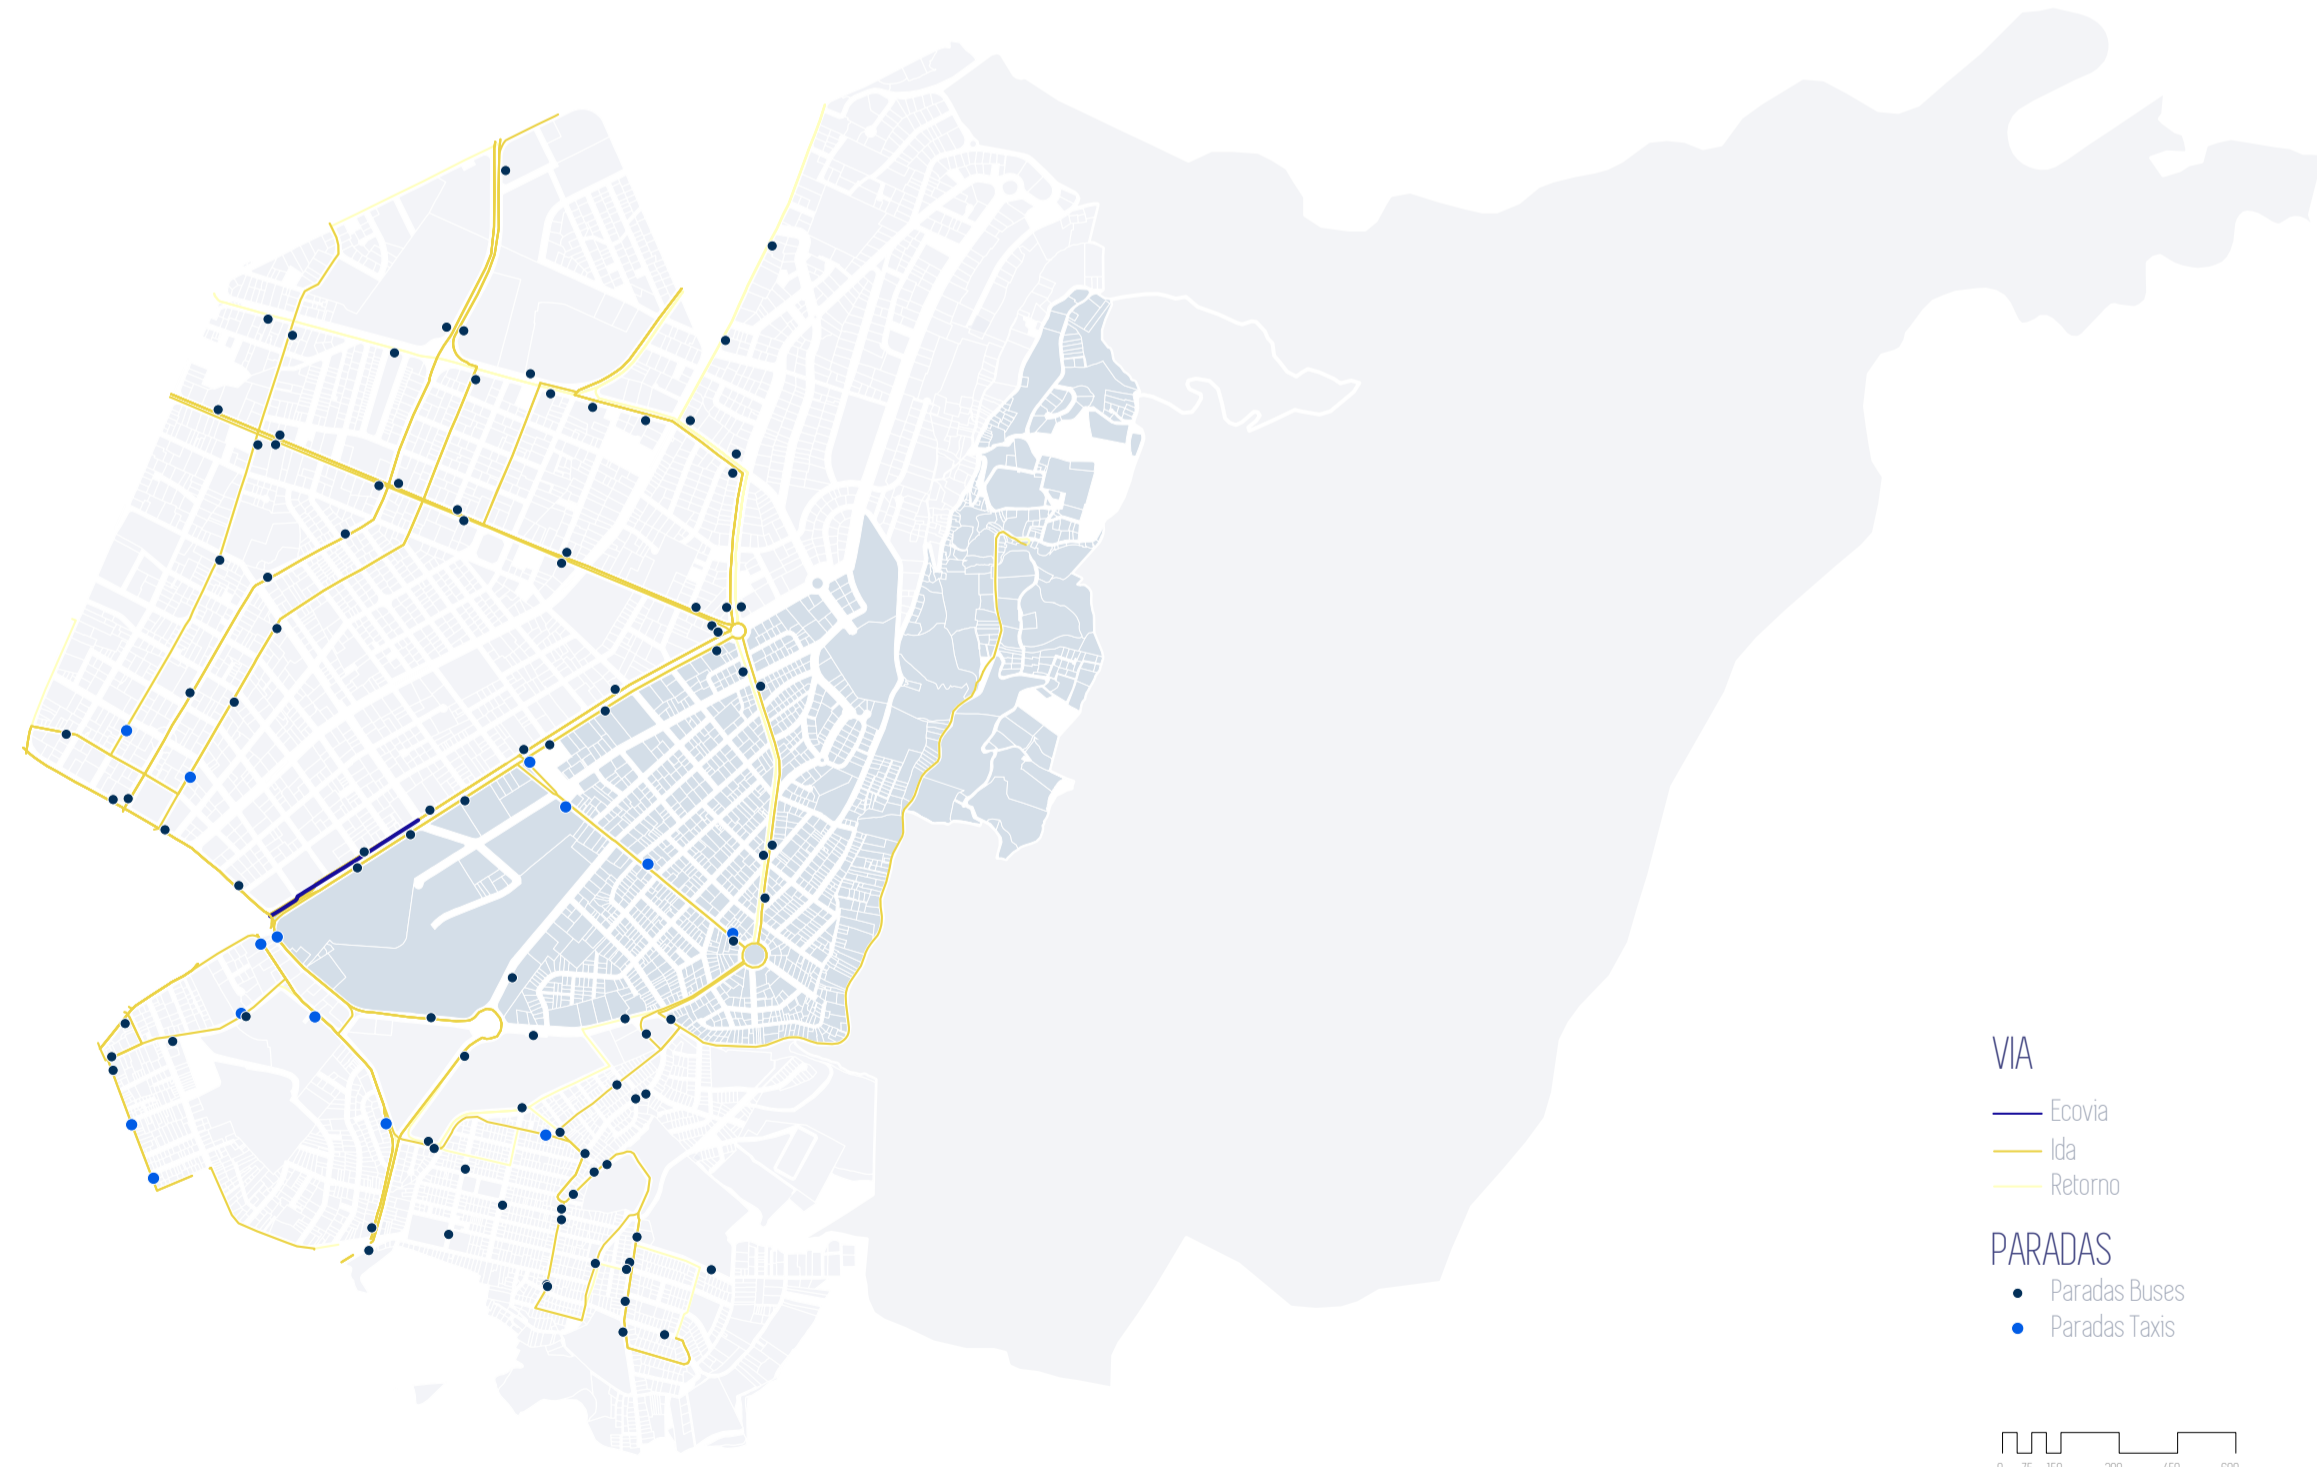 VIA
Ecovia
Ida
Retorno
PARADAS
Paradas Buses
Paradas Taxis